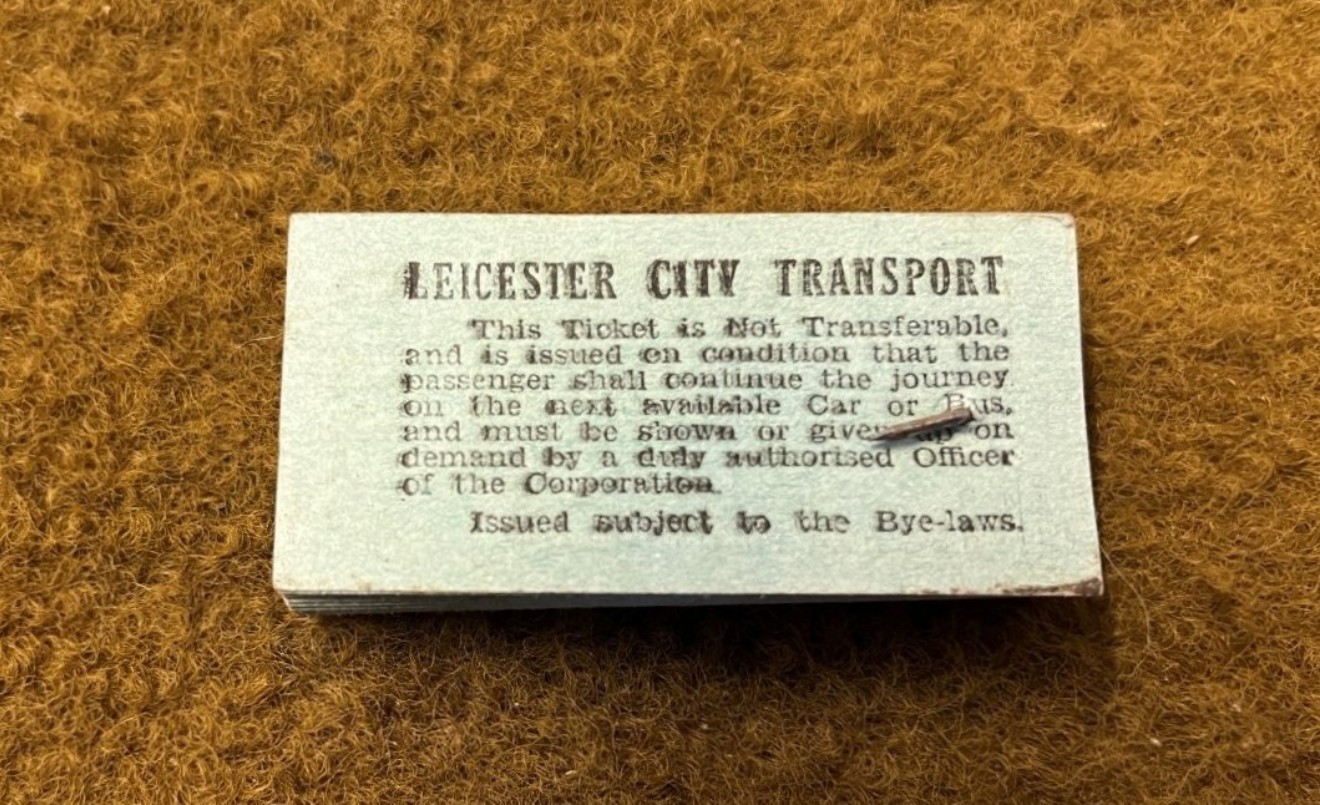 LEICESTER CITY TRANSPORT
This Ticket is Not Transferable,
and is issued on condition that the
passenger shall continue the journey
on the next available Car or Bus,
and must be shown or given up on
demand by a duly authorised Officer
of the Corporation.
Issued subject to the Bye-laws.